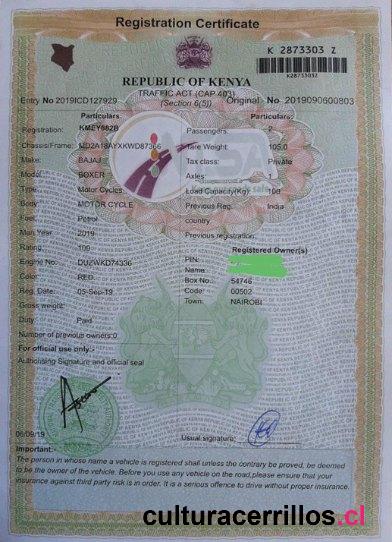 Registration Certificate
K 2873303 Z
K2873303Z
REPUBLIC OF KENYA
TRAFFIC ACT (CAP 403)
(Section 6(5))
Entry No 2019ICD127929 Original No 2019090600803
Particulars Particulars:
Registration: KMEY682B Passengers: 2
Chassis/Frame: MD2A18AYXKWD87366 Tare Weight: 105.0
Make: BAJAJ Tax class: Private
Model: BOXER Axles:
Type: Motor Cycles Load Capacity(Kg) 100
Body: MOTOR CYCLE Previous Reg. India
Fuel: Petrol country
Man.Year 2019 Previous registration:
Rating 100 Registered Owner(s)
Engine No: DUZWKD74336 PIN:
Name:
Color: RED Box No: 54746
Reg. Date: 05-Sep-19 Code: 00502
Gross weight: Town: NAIROBI
Duty: Paid
Number of previous owners:0
For official use only:-
Authorising Signature and official seal
06/09/19 Usual signature:
Important:-
The person in whose name a vehicle is registered shall unless the contrary be proved, be deemed
to be the owner of the vehicle. Before you use any vehicle on the road,please ensure that your
insurance against third party risk is in order. It is a serious offence to drive without proper insurance.
culturacerrillos.cl